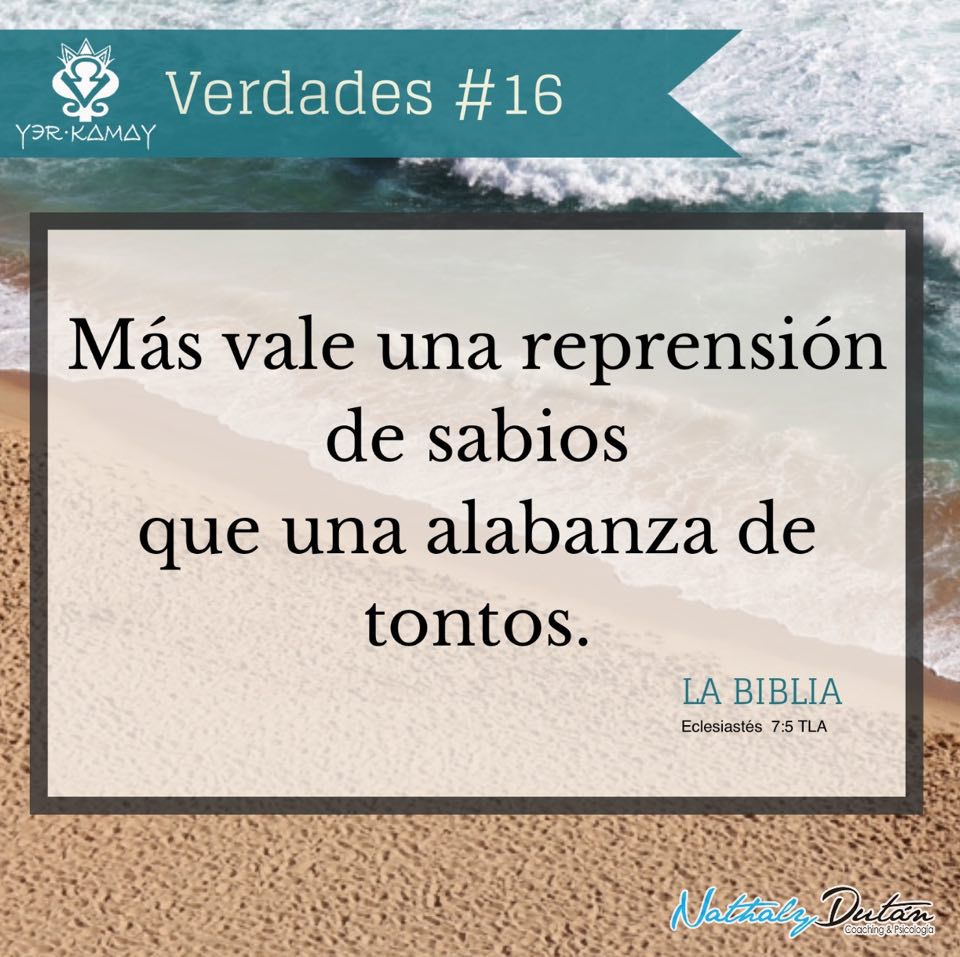 Verdades #16
YƎR·KAMAY
Más vale una reprensión
de sabios
que una alabanza de
tontos.
LA BIBLIA
Eclesiastés 7:5 TLA
Nathaly Dután
Coaching & Psicología